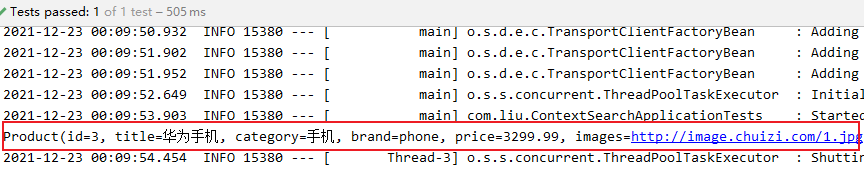 Tests passed: 1 of 1 test – 505 ms
2021-12-23 00:09:50.932  INFO 15380 --- [           main] o.s.d.e.c.TransportClientFactoryBean     : Adding
2021-12-23 00:09:51.902  INFO 15380 --- [           main] o.s.d.e.c.TransportClientFactoryBean     : Adding
2021-12-23 00:09:51.952  INFO 15380 --- [           main] o.s.d.e.c.TransportClientFactoryBean     : Adding
2021-12-23 00:09:52.649  INFO 15380 --- [           main] o.s.s.concurrent.ThreadPoolTaskExecutor  : Initial
2021-12-23 00:09:53.903  INFO 15380 --- [           main] com.liu.ContextSearchApplicationTests    : Started
Product(id=3, title=华为手机, category=手机, brand=phone, price=3299.99, images=http://image.chuizi.com/1.jpg
2021-12-23 00:09:54.454  INFO 15380 --- [       Thread-3] o.s.s.concurrent.ThreadPoolTaskExecutor  : Shuttin